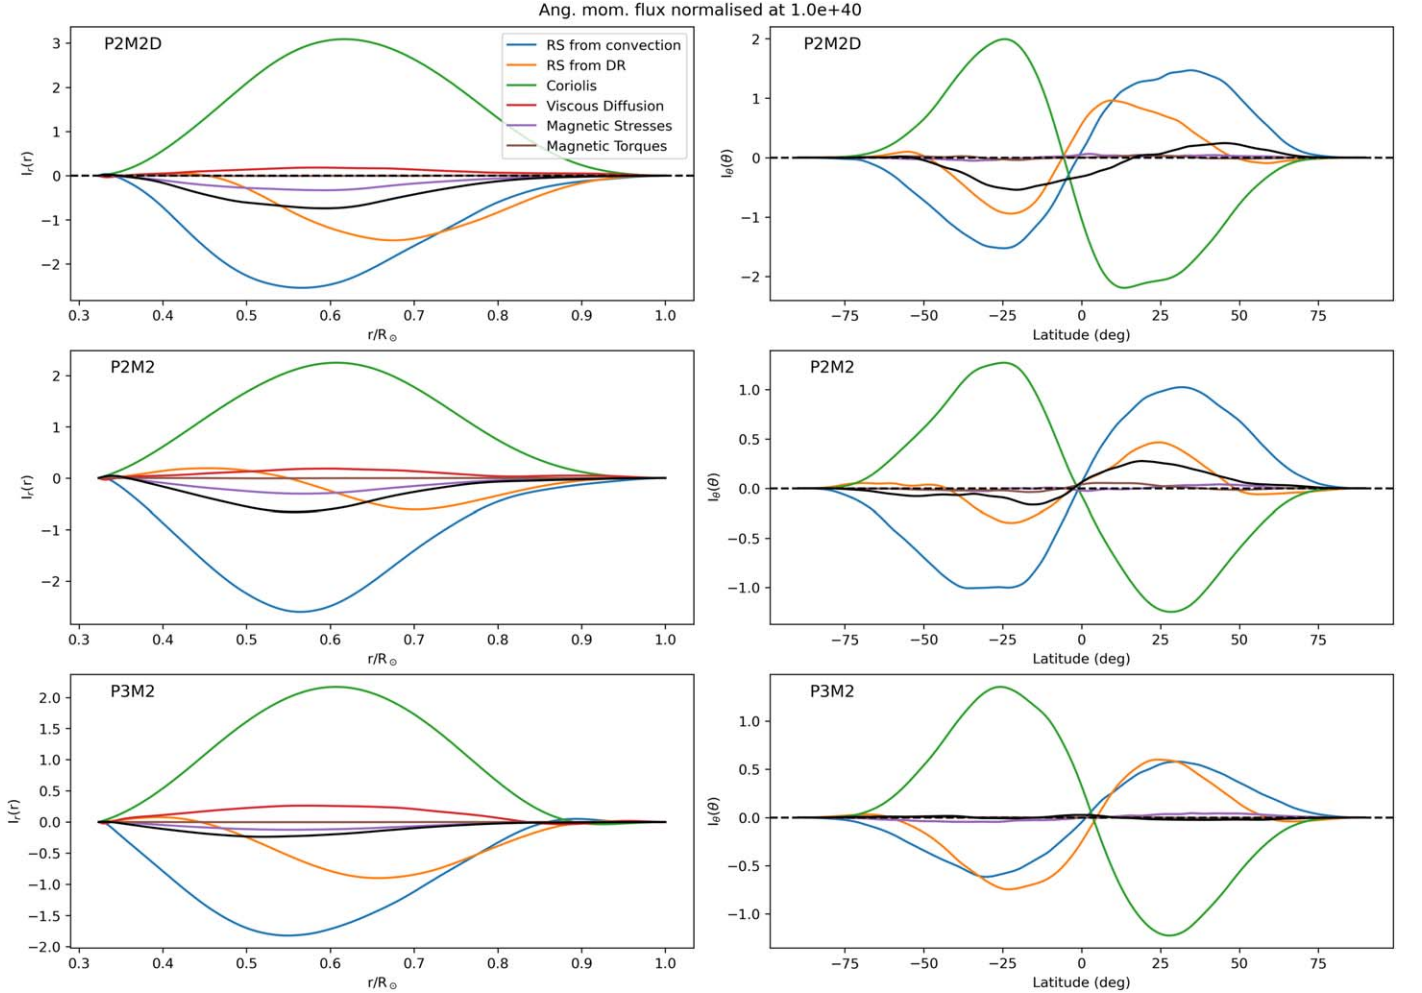 Ang. mom. flux normalised at 1.0e+40
P2M2D
RS from convection
RS from DR
Coriolis
Viscous Diffusion
Magnetic Stresses
Magnetic Torques
3
2
1
0
−1
−2
Iᵣ(r)
0.3 0.4 0.5 0.6 0.7 0.8 0.9 1.0
r/R⊙
P2M2D
2
1
0
−1
−2
I_θ(θ)
−75 −50 −25 0 25 50 75
Latitude (deg)
P2M2
2
1
0
−1
−2
Iᵣ(r)
0.3 0.4 0.5 0.6 0.7 0.8 0.9 1.0
r/R⊙
P2M2
1.0
0.5
0.0
−0.5
−1.0
I_θ(θ)
−75 −50 −25 0 25 50 75
Latitude (deg)
P3M2
2.0
1.5
1.0
0.5
0.0
−0.5
−1.0
−1.5
−2.0
Iᵣ(r)
0.3 0.4 0.5 0.6 0.7 0.8 0.9 1.0
r/R⊙
P3M2
1.0
0.5
0.0
−0.5
−1.0
I_θ(θ)
−75 −50 −25 0 25 50 75
Latitude (deg)